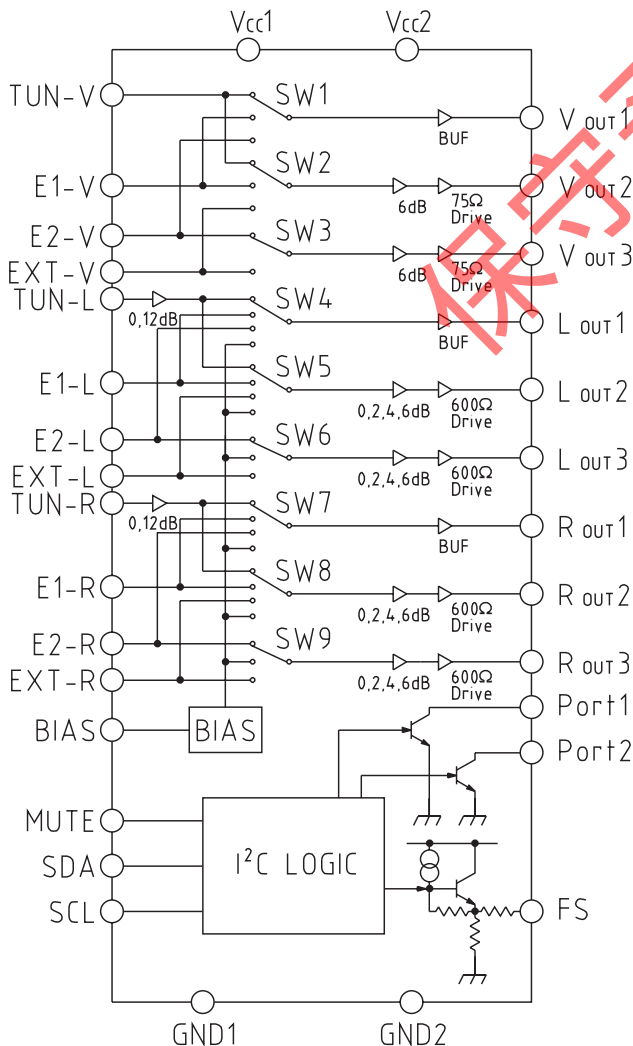 Vcc1
Vcc2
TUN-V
SW1
V OUT1
BUF
SW2
E1-V
6dB
75Ω
Drive
V OUT2
E2-V
SW3
6dB
75Ω
Drive
V OUT3
EXT-V
TUN-L
0,12dB
SW4
BUF
L OUT1
SW5
E1-L
0,2,4,6dB
600Ω
Drive
L OUT2
E2-L
SW6
0,2,4,6dB
600Ω
Drive
L OUT3
EXT-L
TUN-R
0,12dB
SW7
BUF
R OUT1
SW8
E1-R
0,2,4,6dB
600Ω
Drive
R OUT2
E2-R
SW9
0,2,4,6dB
600Ω
Drive
R OUT3
EXT-R
Port1
BIAS
BIAS
Port2
MUTE
SDA
I²C LOGIC
SCL
FS
GND1
GND2
保守